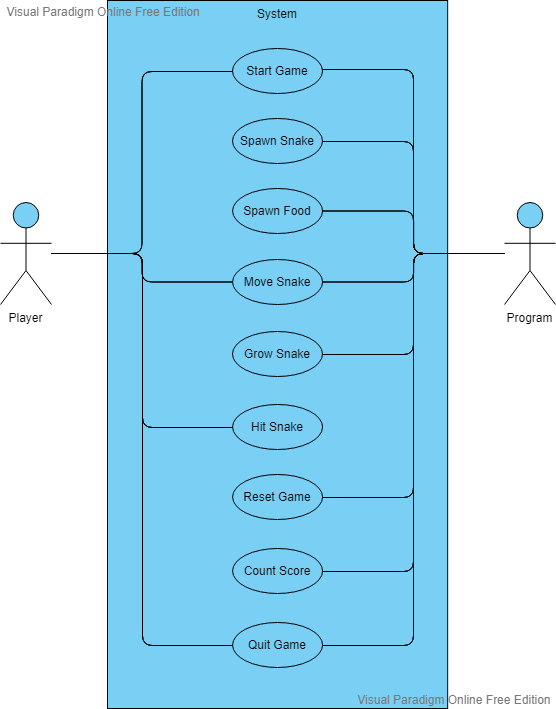 Visual Paradigm Online Free Edition
System
Start Game
Spawn Snake
Spawn Food
Move Snake
Player
Program
Grow Snake
Hit Snake
Reset Game
Count Score
Quit Game
Visual Paradigm Online Free Edition